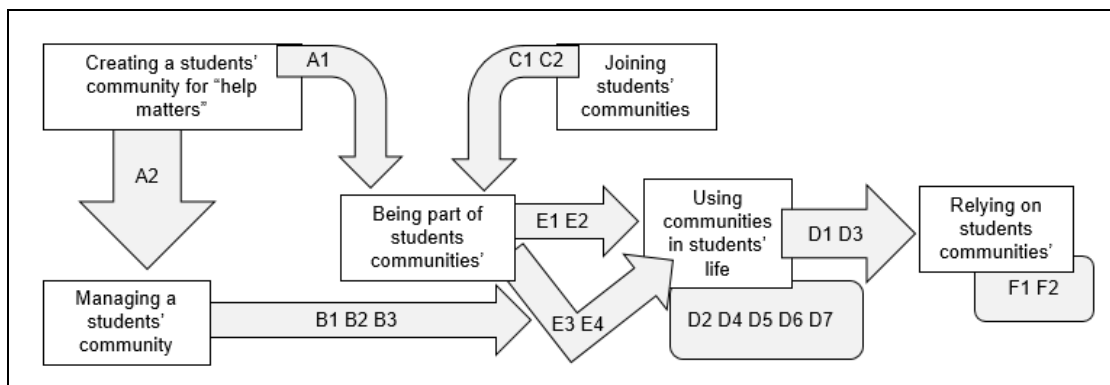 Creating a students’
community for “help
matters”
A1
C1 C2
Joining
students’
communities
A2
Being part of
students
communities’
E1 E2
Using
communities
in students’
life
D1 D3
Relying on
students
communities’
F1 F2
Managing a
students’
community
B1 B2 B3
E3 E4
D2 D4 D5 D6 D7